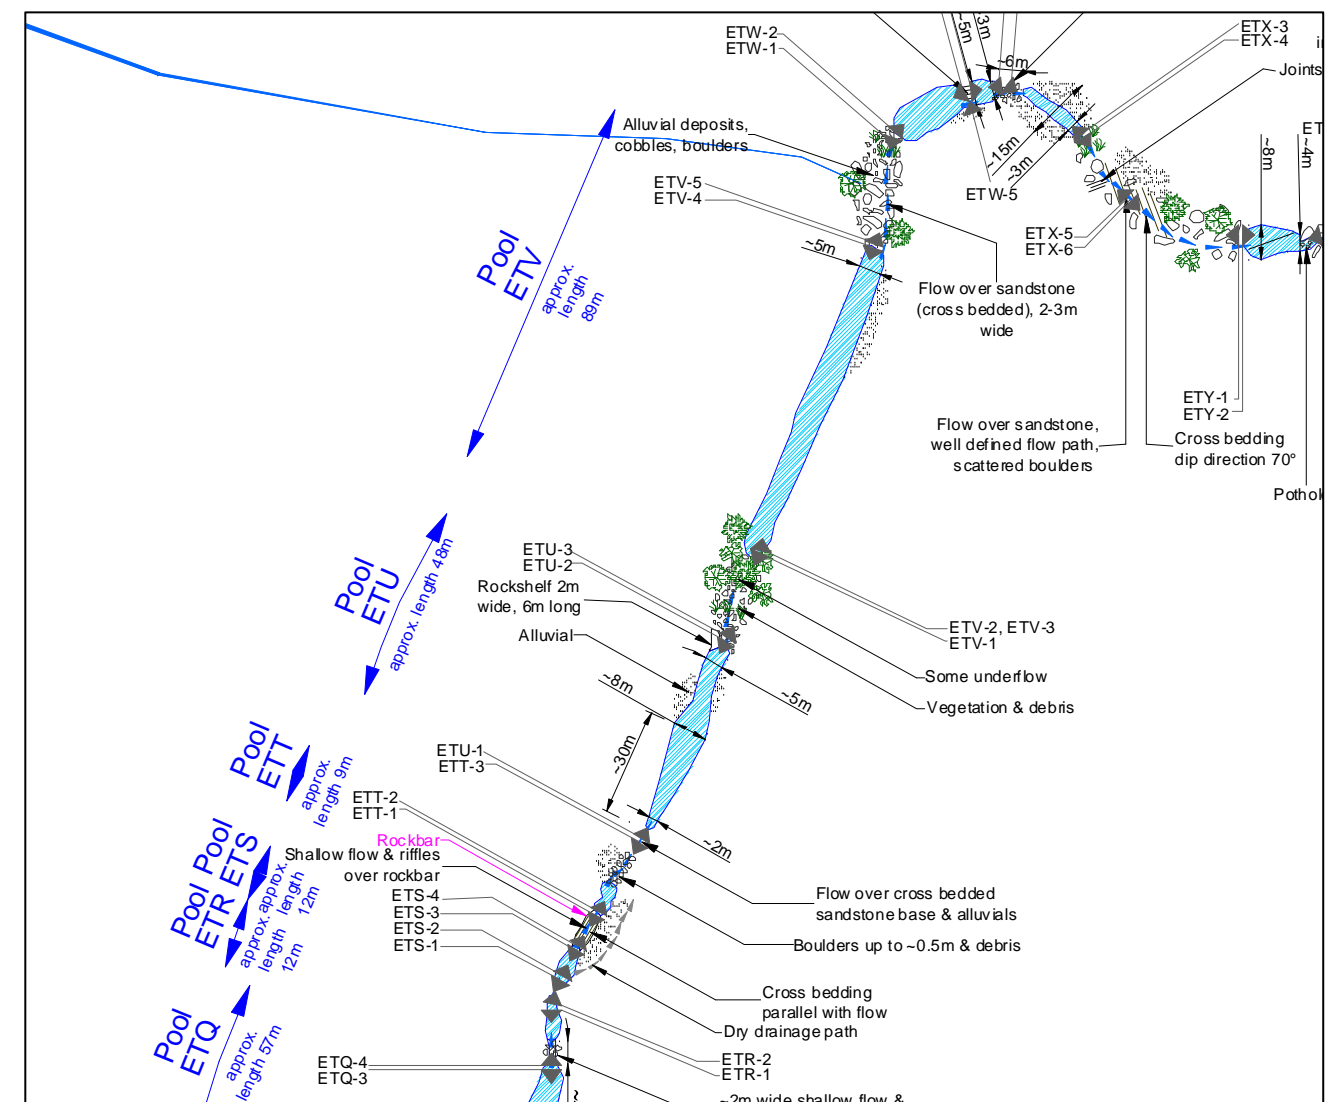 ETW-2
ETW-1
~5m
~3m
~6m
ETX-3
ETX-4
Joints
Alluvial deposits,
cobbles, boulders
~15m
~3m
ETW-5
~8m
~4m
ET
ETV-5
ETV-4
~5m
ETX-5
ETX-6
Pool
ETV
approx.
length
89m
Flow over sandstone
(cross bedded), 2-3m
wide
ETY-1
ETY-2
Flow over sandstone,
well defined flow path,
scattered boulders
Cross bedding
dip direction 70°
Pothol
Pool
ETU
approx. length 48m
ETU-3
ETU-2
Rockshelf 2m
wide, 6m long
Alluvial
ETV-2, ETV-3
ETV-1
Some underflow
Vegetation & debris
~8m
~5m
~30m
~2m
Pool
ETT
approx.
length 9m
ETU-1
ETT-3
ETT-2
ETT-1
Rockbar
Shallow flow & riffles
over rockbar
Pool
ETS
approx.
length
12m
ETS-4
ETS-3
ETS-2
ETS-1
Pool
ETR
approx.
length
12m
Flow over cross bedded
sandstone base & alluvials
Boulders up to ~0.5m & debris
Cross bedding
parallel with flow
Dry drainage path
Pool
ETQ
approx.
length 57m
ETQ-4
ETQ-3
ETR-2
ETR-1
~2m wide shallow flow &